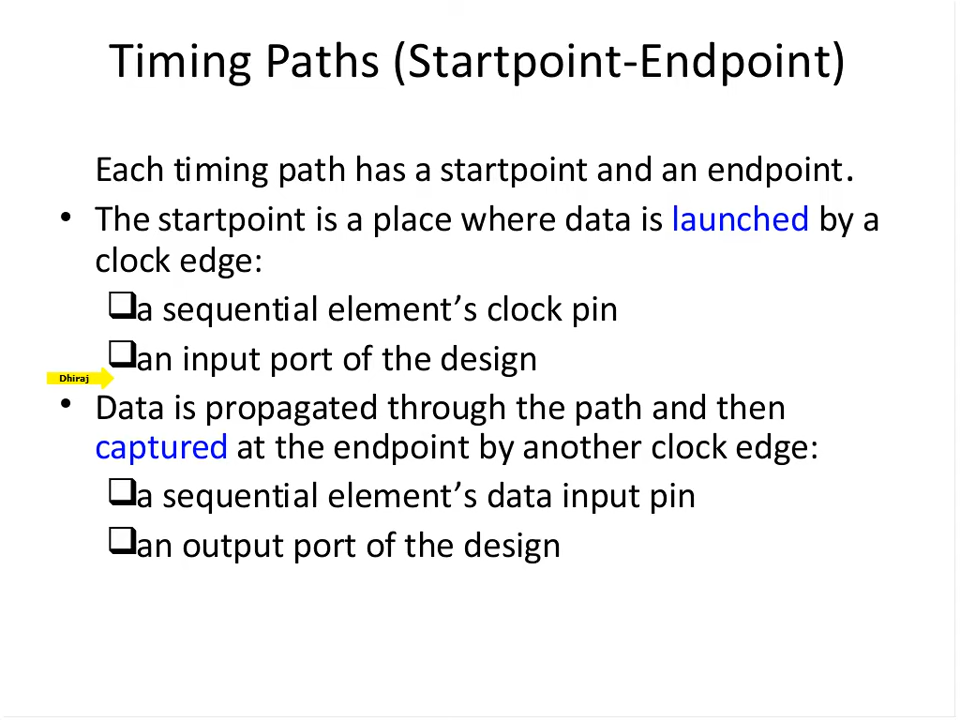 Timing Paths (Startpoint-Endpoint)
Each timing path has a startpoint and an endpoint.
• The startpoint is a place where data is launched by a
clock edge:
❑a sequential element’s clock pin
❑an input port of the design
Dhiraj
• Data is propagated through the path and then
captured at the endpoint by another clock edge:
❑a sequential element’s data input pin
❑an output port of the design